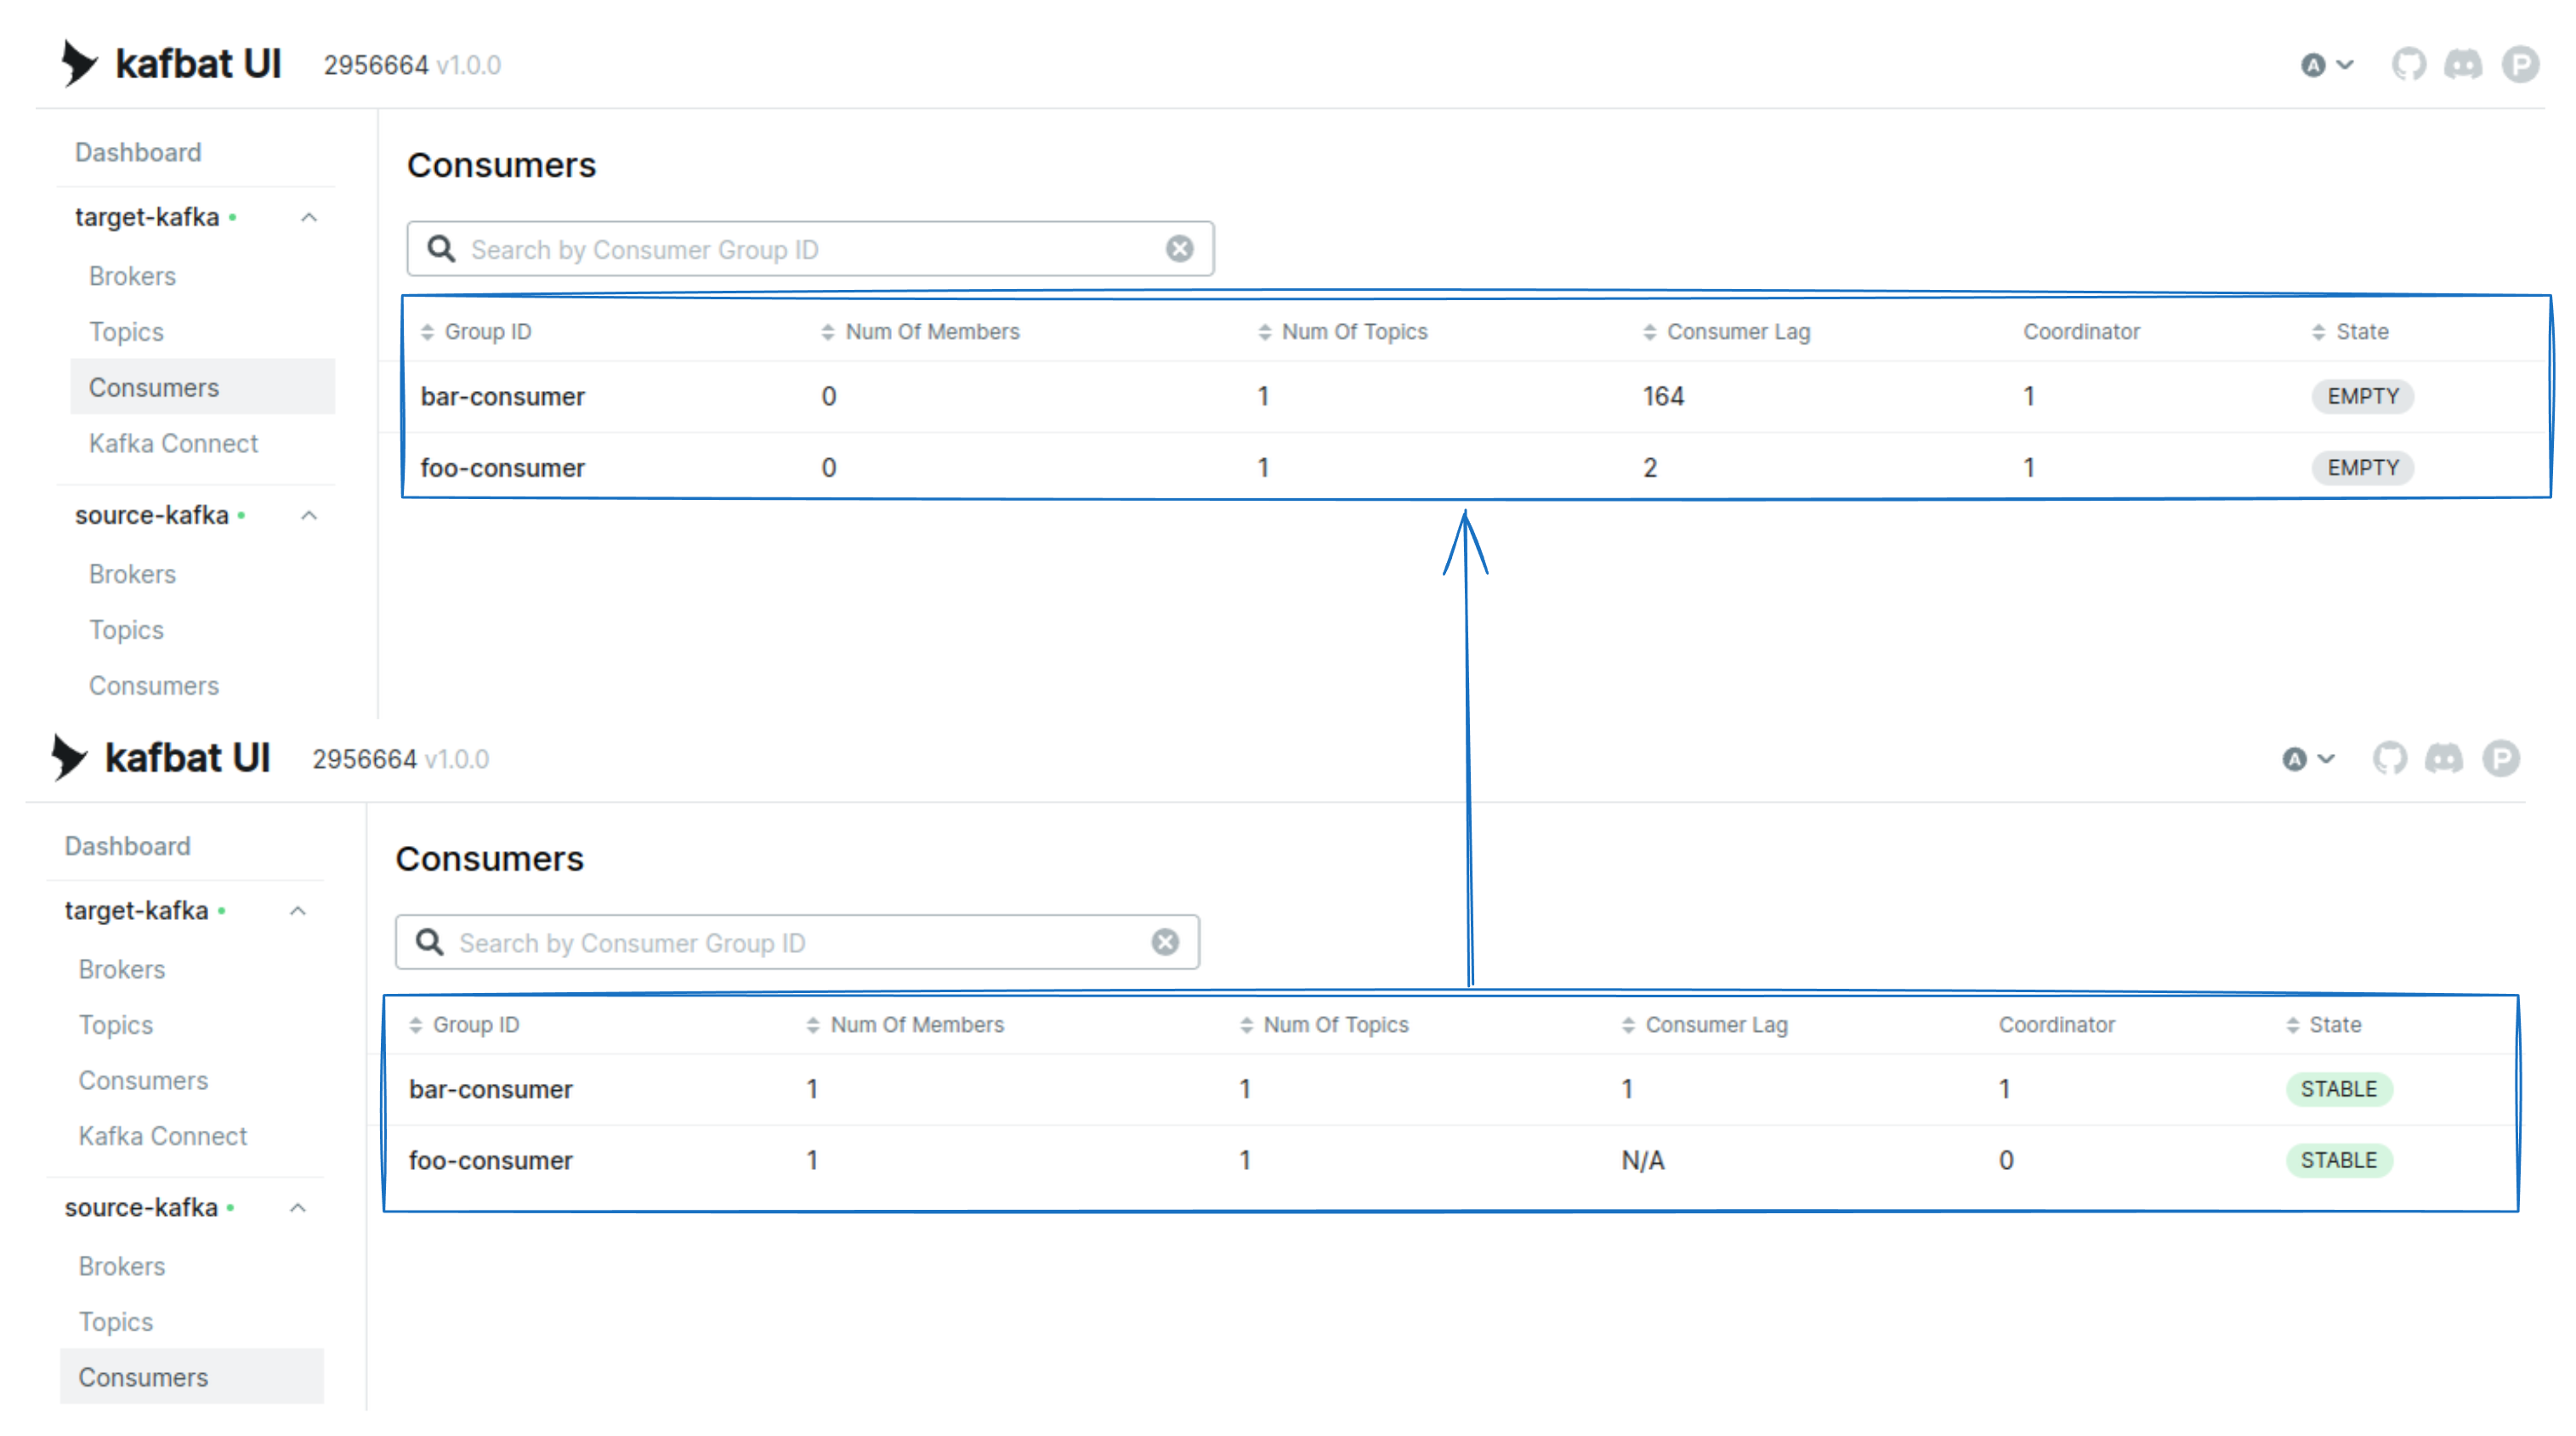 kafbat UI 2956664 v1.0.0 A P
Dashboard
target-kafka
Brokers
Topics
Consumers
Kafka Connect
source-kafka
Brokers
Topics
Consumers
Consumers
Search by Consumer Group ID
Group ID Num Of Members Num Of Topics Consumer Lag Coordinator State
bar-consumer 0 1 164 1 EMPTY
foo-consumer 0 1 2 1 EMPTY
kafbat UI 2956664 v1.0.0 A P
Dashboard
target-kafka
Brokers
Topics
Consumers
Kafka Connect
source-kafka
Brokers
Topics
Consumers
Consumers
Search by Consumer Group ID
Group ID Num Of Members Num Of Topics Consumer Lag Coordinator State
bar-consumer 1 1 1 1 STABLE
foo-consumer 1 1 N/A 0 STABLE